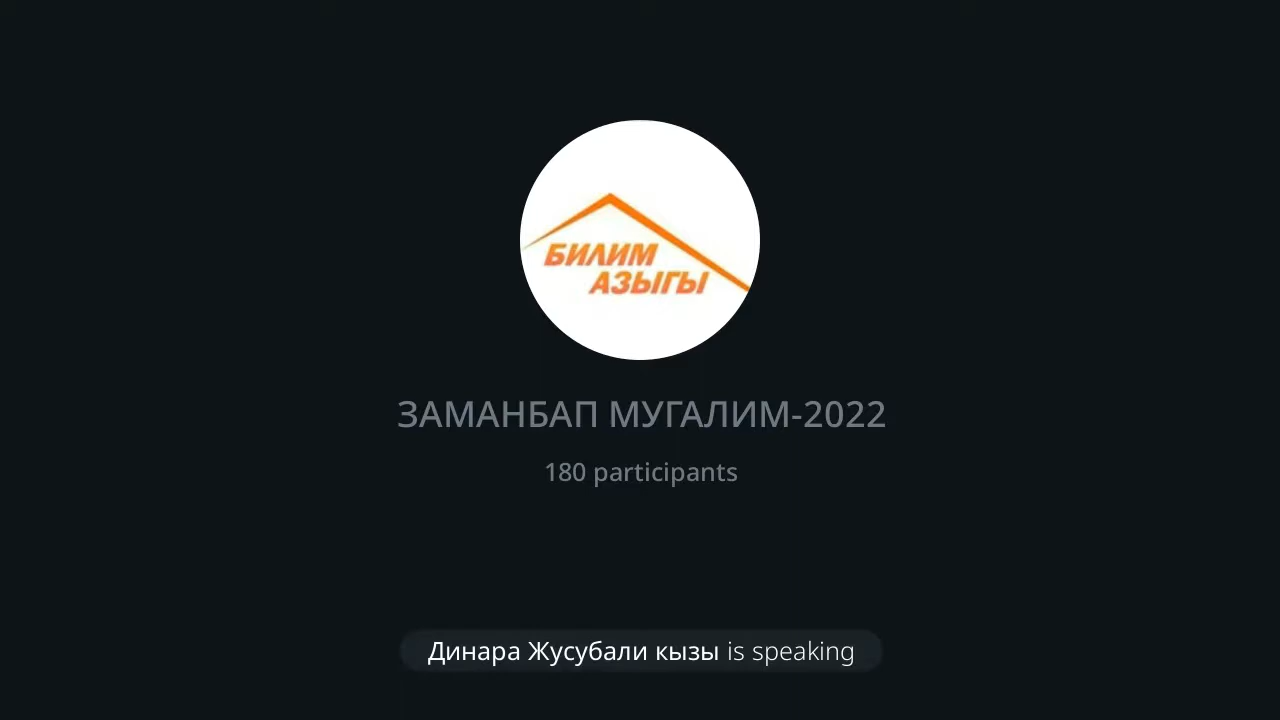 БИЛИМ
АЗЫГЫ
ЗАМАНБАП МУГАЛИМ-2022
180 participants
Динара Жусубали кызы is speaking